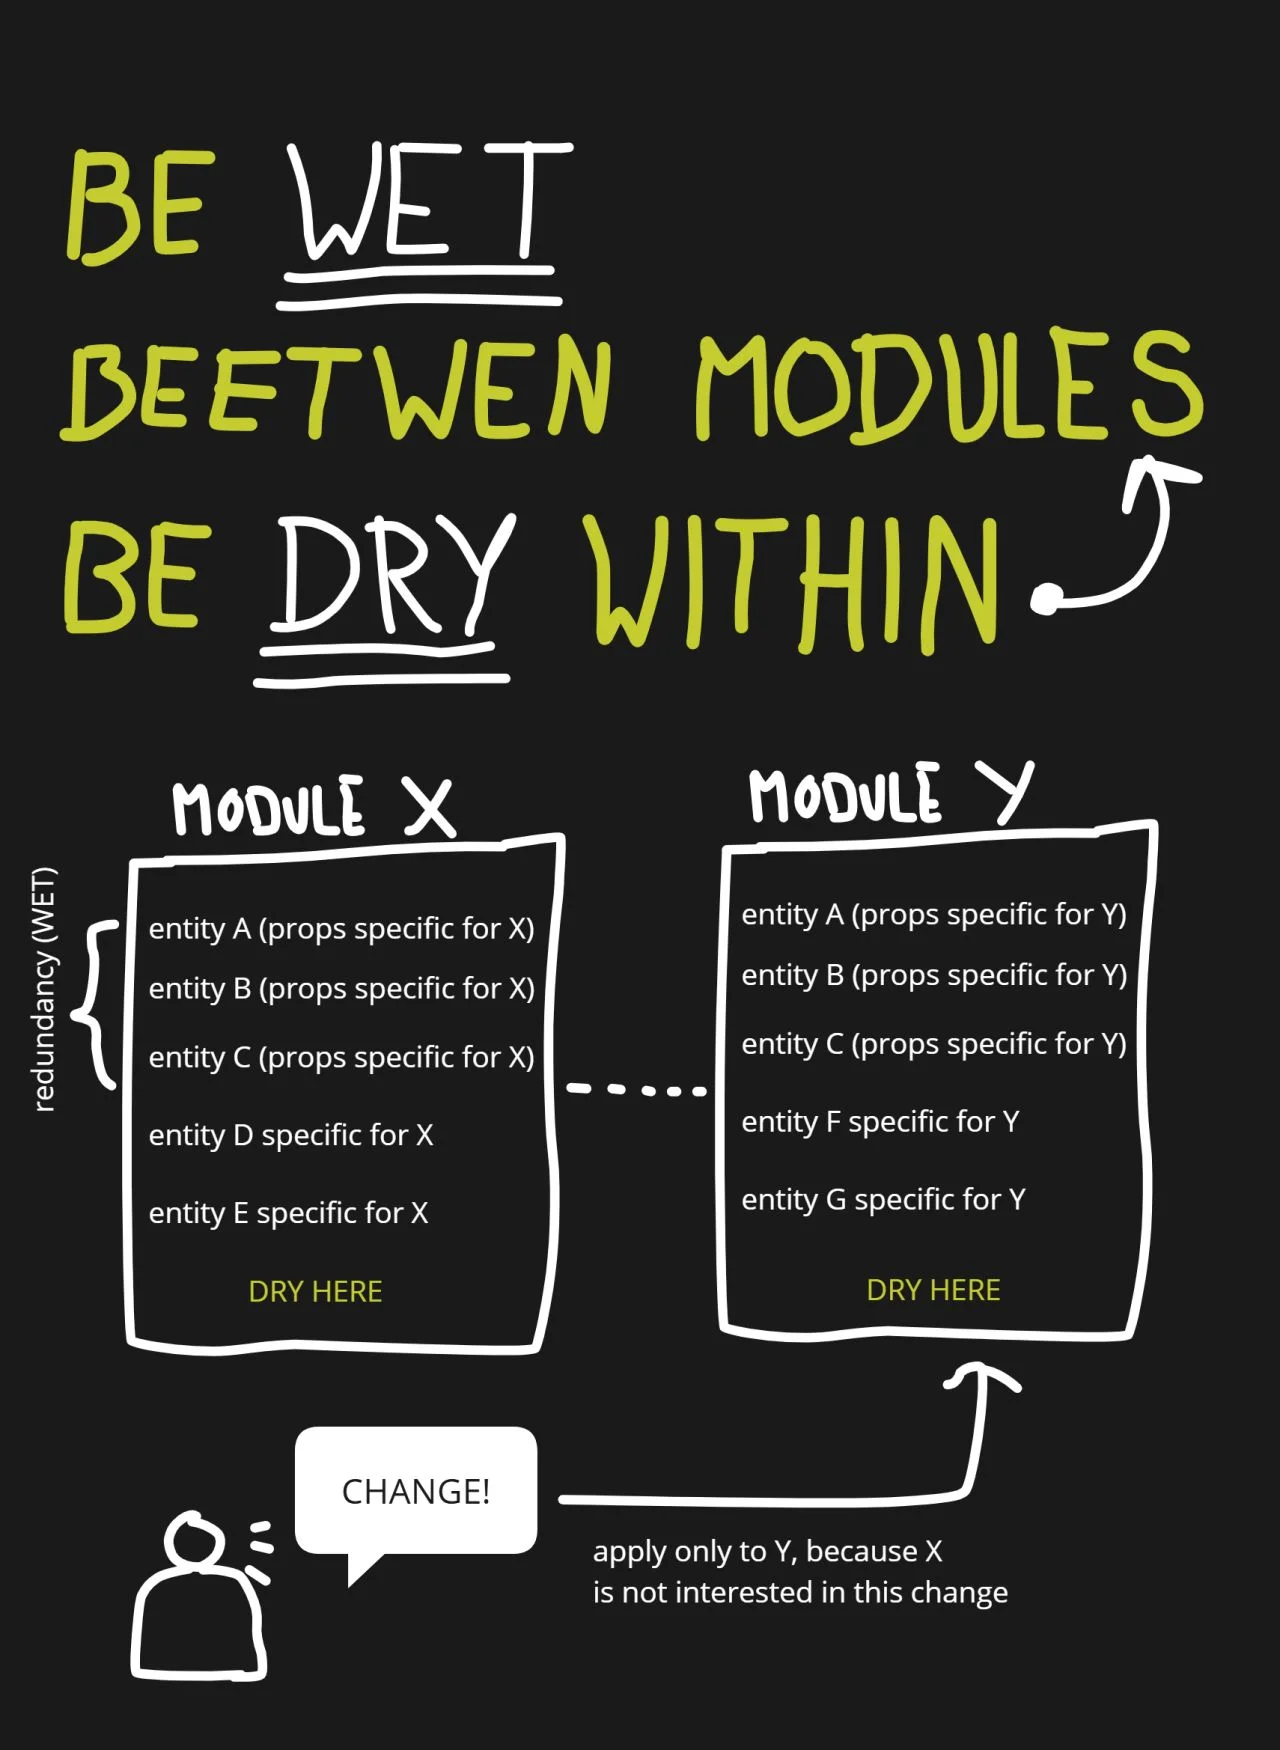 BE WET
BEETWEN MODULES
BE DRY WITHIN
MODULE X
redundancy (WET)
entity A (props specific for X)
entity B (props specific for X)
entity C (props specific for X)
entity D specific for X
entity E specific for X
DRY HERE
MODULE Y
entity A (props specific for Y)
entity B (props specific for Y)
entity C (props specific for Y)
entity F specific for Y
entity G specific for Y
DRY HERE
CHANGE!
apply only to Y, because X
is not interested in this change